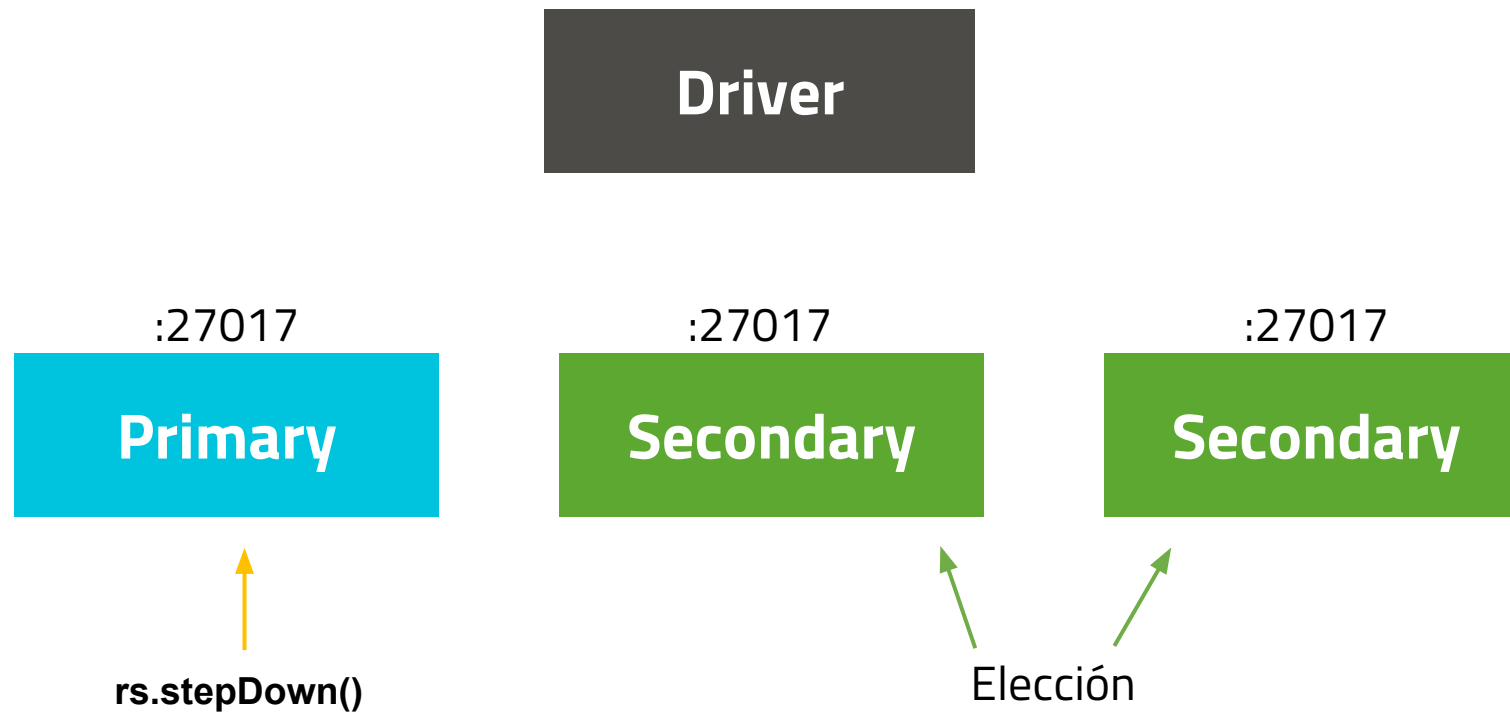 Driver
:27017
:27017
:27017
Primary
Secondary
Secondary
rs.stepDown()
Elección